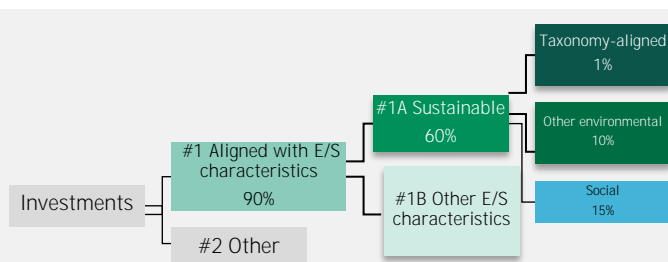 Investments
#1 Aligned with E/S
characteristics
90%
#2 Other
#1A Sustainable
60%
#1B Other E/S
characteristics
Taxonomy-aligned
1%
Other environmental
10%
Social
15%